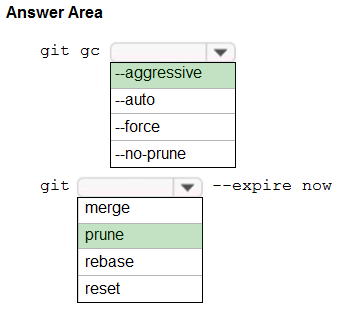 Answer Area
git gc
--aggressive
--auto
--force
--no-prune
git --expire now
merge
prune
rebase
reset